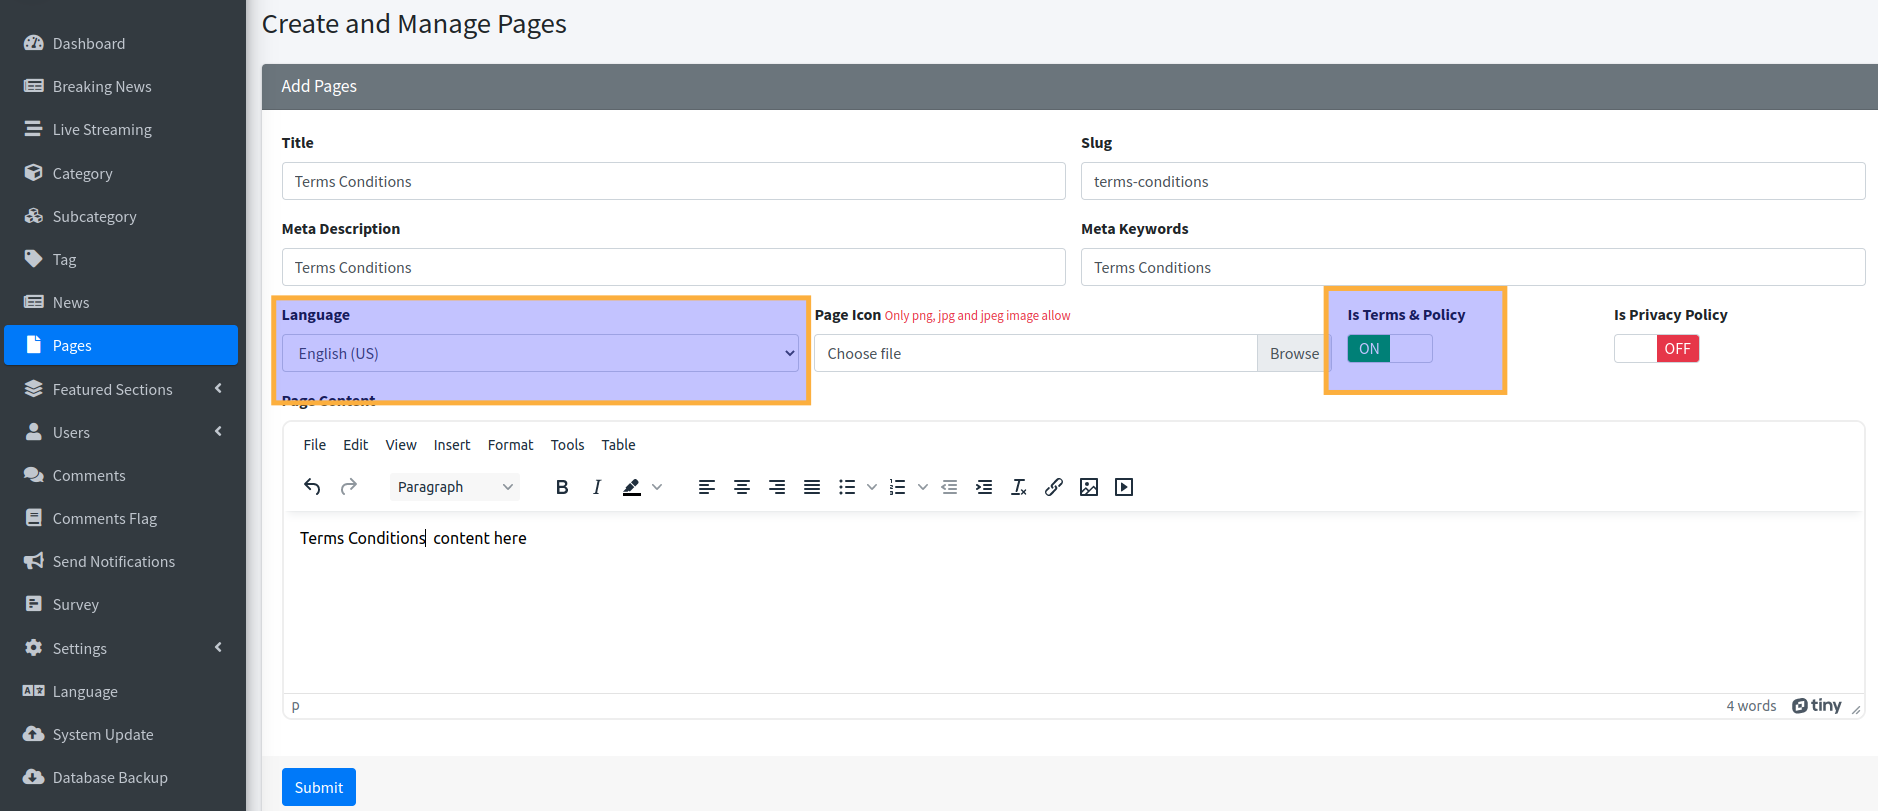 Create and Manage Pages
Dashboard
Breaking News
Live Streaming
Category
Subcategory
Tag
News
Pages
Featured Sections
Users
Comments
Comments Flag
Send Notifications
Survey
Settings
Language
System Update
Database Backup
Add Pages
Title
Slug
Terms Conditions
terms-conditions
Meta Description
Meta Keywords
Terms Conditions
Terms Conditions
Language
Page Icon Only png, jpg and jpeg image allow
Is Terms & Policy
Is Privacy Policy
English (US)
Choose file
Browse
ON
OFF
Page Content
File Edit View Insert Format Tools Table
Paragraph
Terms Conditions content here
p
4 words
tiny
Submit